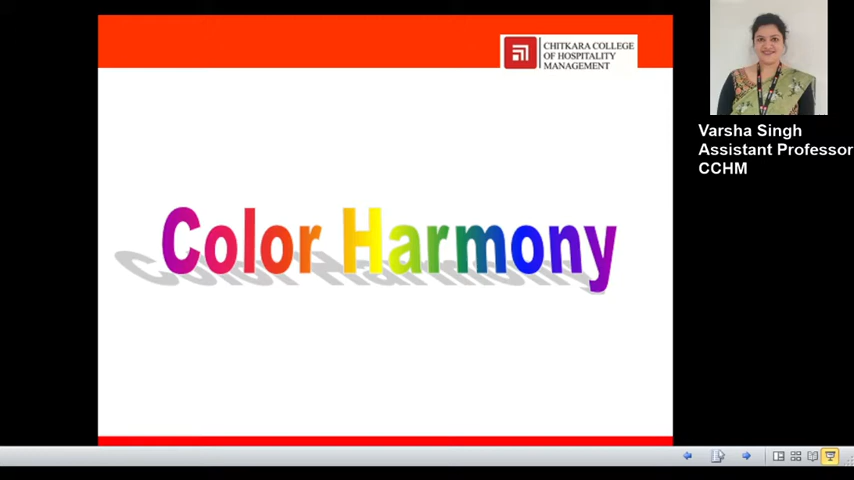 CHITKARA COLLEGE
OF HOSPITALITY
MANAGEMENT
Varsha Singh
Assistant Professor
CCHM
Color Harmony